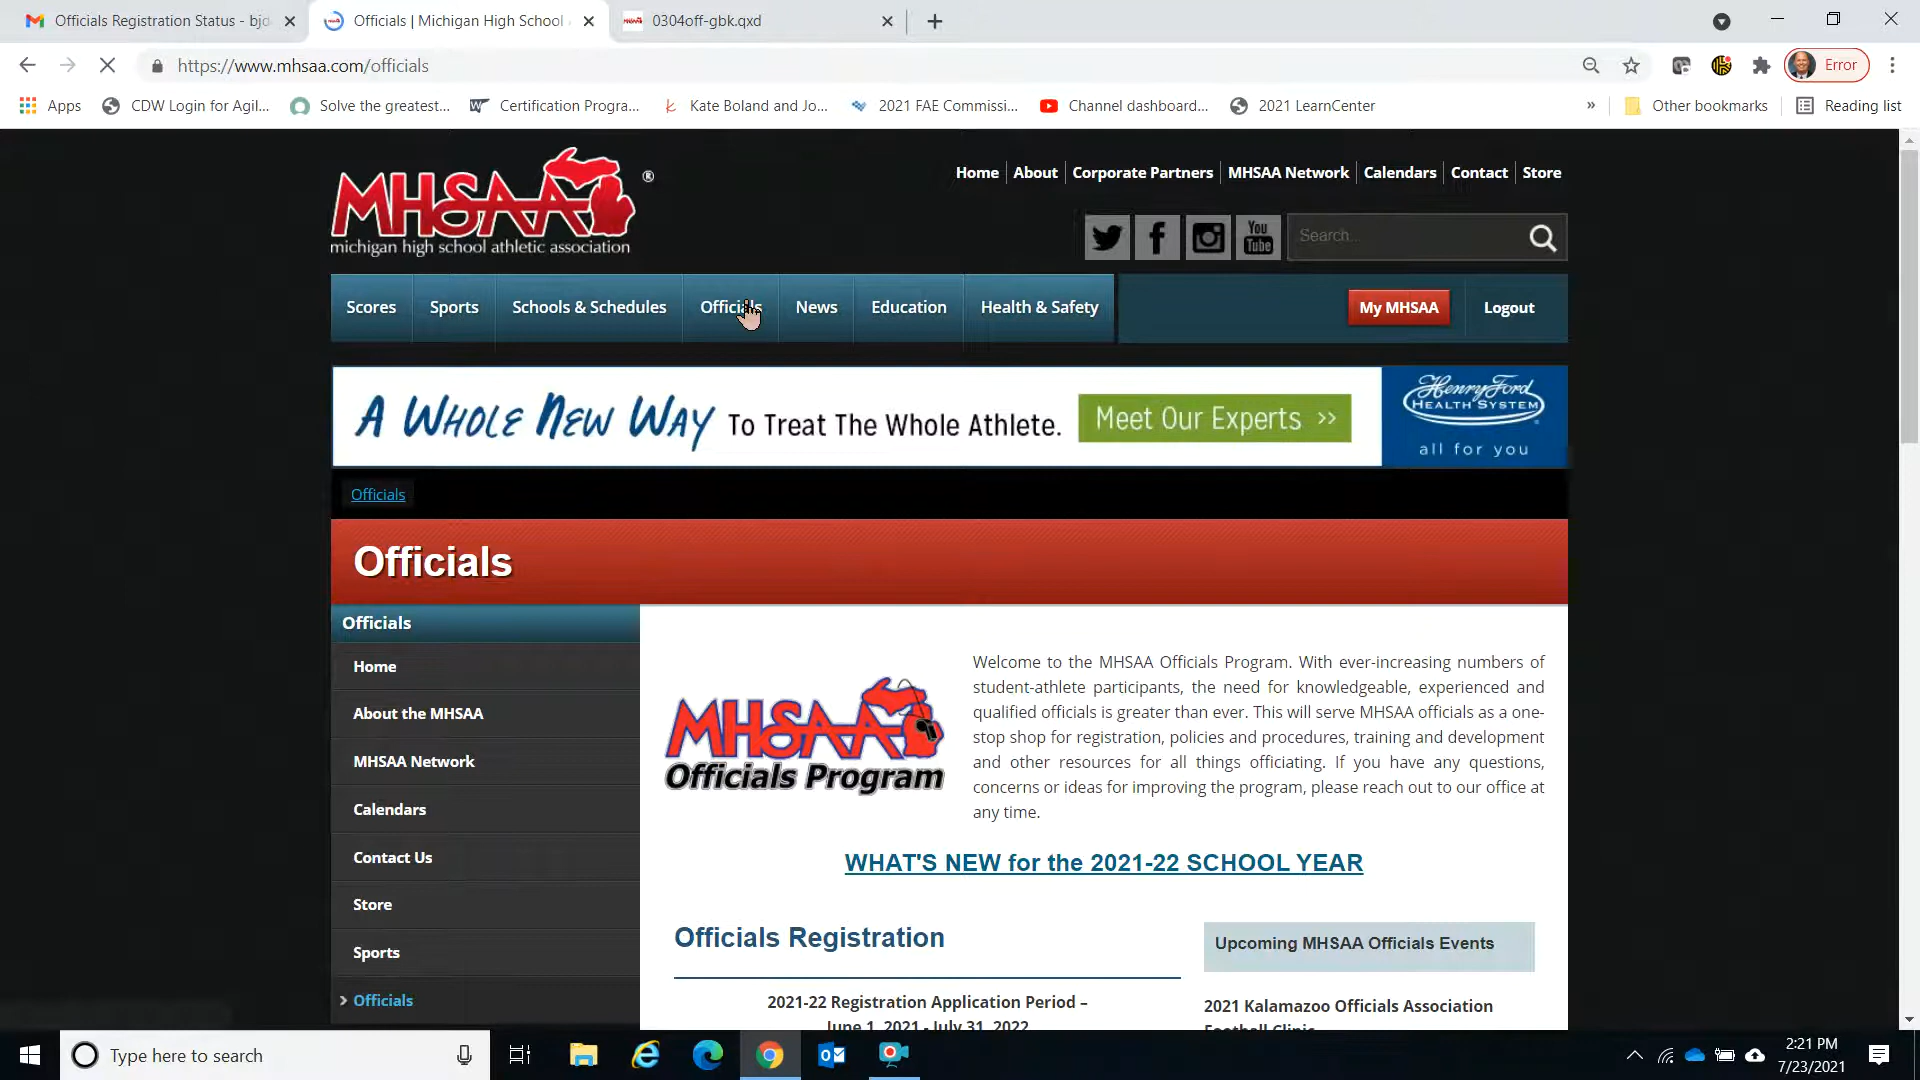 Officials Registration Status - bjd
Officials | Michigan High School
0304off-gbk.qxd
https://www.mhsaa.com/officials
Error
Apps
CDW Login for Agil...
Solve the greatest...
Certification Progra...
Kate Boland and Jo...
2021 FAE Commissi...
Channel dashboard...
2021 LearnCenter
»
Other bookmarks
Reading list
MHSAA ®
michigan high school athletic association
Home
About
Corporate Partners
MHSAA Network
Calendars
Contact
Store
You Tube
Search...
Scores
Sports
Schools & Schedules
Officials
News
Education
Health & Safety
My MHSAA
Logout
A WHOLE NEW WAY To Treat The Whole Athlete.
Meet Our Experts >>
Henry Ford
HEALTH SYSTEM
all for you
Officials
Officials
Officials
Home
About the MHSAA
MHSAA Network
Calendars
Contact Us
Store
Sports
Officials
MHSAA
Officials Program
Welcome to the MHSAA Officials Program. With ever-increasing numbers of
student-athlete participants, the need for knowledgeable, experienced and
qualified officials is greater than ever. This will serve MHSAA officials as a one-
stop shop for registration, policies and procedures, training and development
and other resources for all things officiating. If you have any questions,
concerns or ideas for improving the program, please reach out to our office at
any time.
WHAT'S NEW for the 2021-22 SCHOOL YEAR
Officials Registration
2021-22 Registration Application Period –
June 1, 2021 - July 31, 2022
Upcoming MHSAA Officials Events
2021 Kalamazoo Officials Association
Football Clinic
Type here to search
2:21 PM
7/23/2021